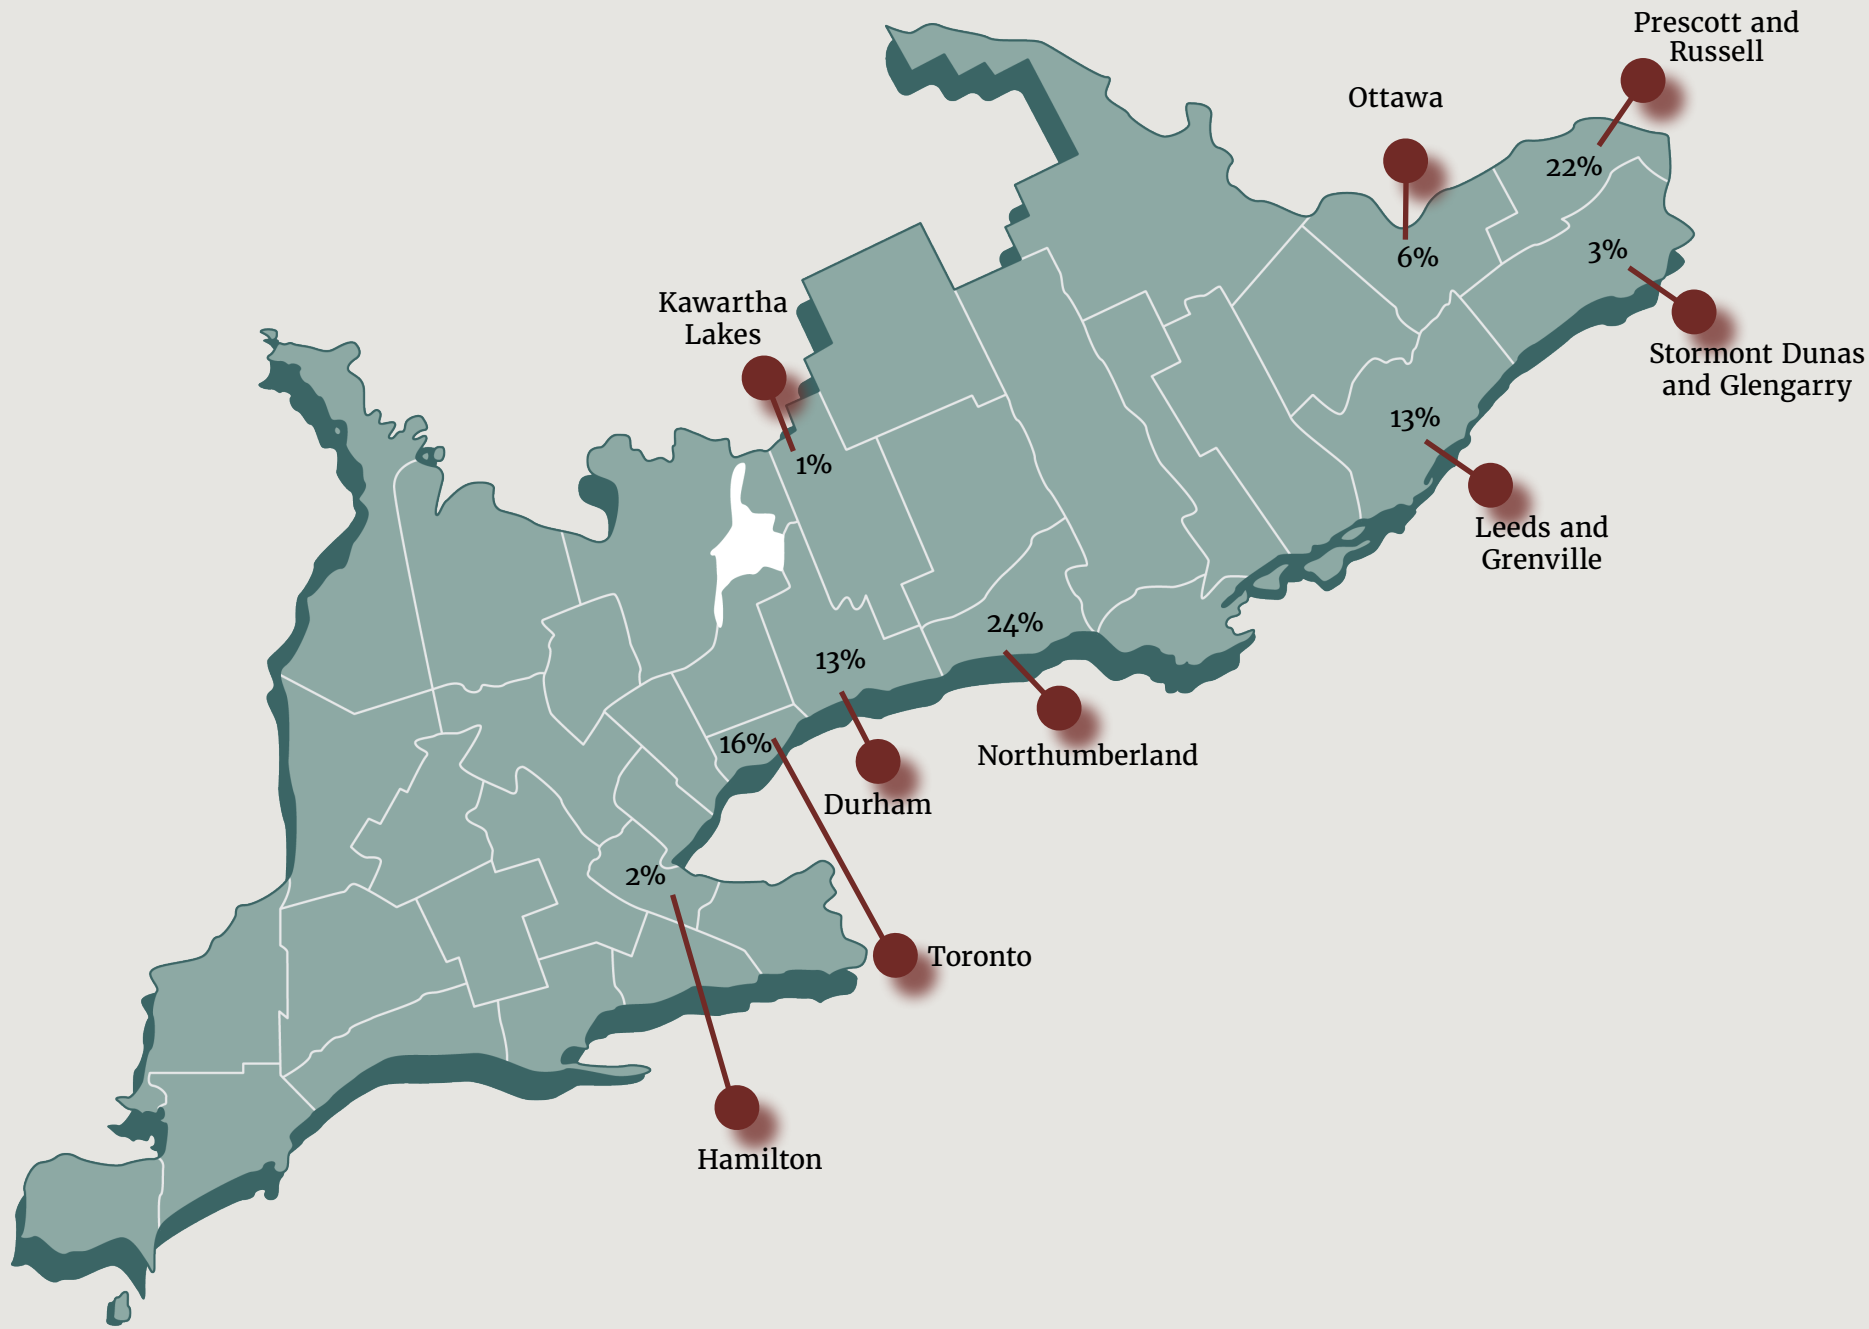 Prescott and
Russell
Ottawa
22%
3%
6%
Kawartha
Lakes
Stormont Dunas
and Glengarry
13%
1%
Leeds and
Grenville
24%
13%
16%
Northumberland
Durham
2%
Toronto
Hamilton